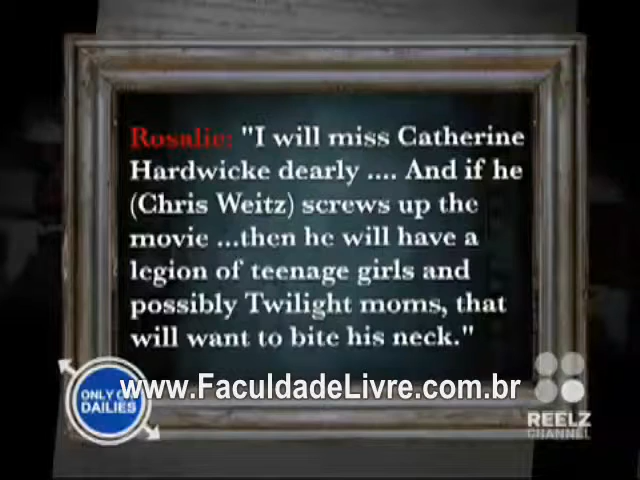 Rosalie: "I will miss Catherine
Hardwicke dearly .... And if he
(Chris Weitz) screws up the
movie ...then he will have a
legion of teenage girls and
possibly Twilight moms, that
will want to bite his neck."
www.FaculdadeLivre.com.br
ONLY
DAILIES
REELZ
CHANNEL